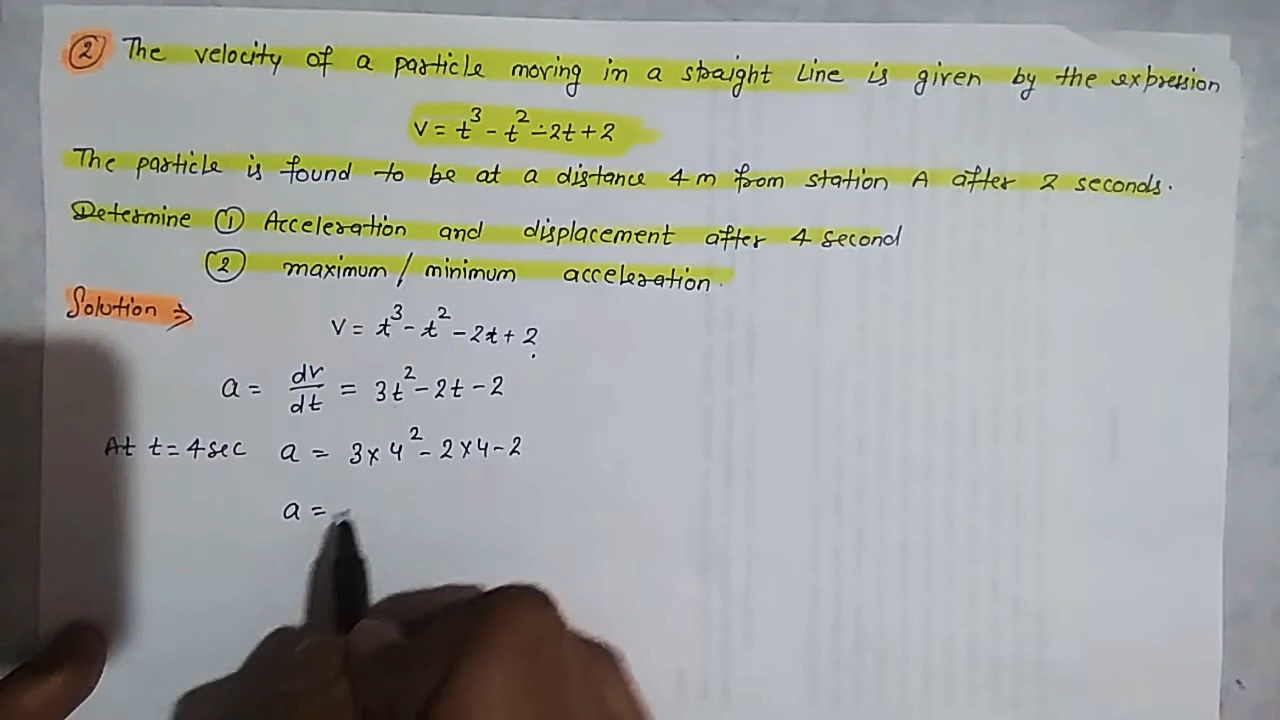 ② The velocity of a particle moving in a straight Line is given by the expression
v = t³ - t² - 2t + 2
The particle is found to be at a distance 4 m from station A after 2 seconds.
Determine ① Acceleration and displacement after 4 second
② maximum / minimum acceleration.
Solution ⇒
v = t³ - t² - 2t + 2
a = dv/dt = 3t² - 2t - 2
At t = 4 sec a = 3 × 4² - 2 × 4 - 2
a =